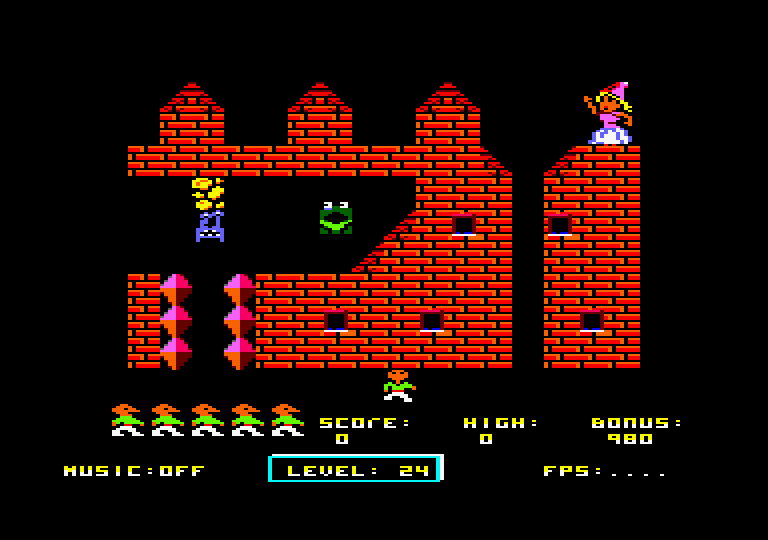 SCORE: HIGH: BONUS:
0 0 980
MUSIC:OFF LEVEL: 24 FPS:....